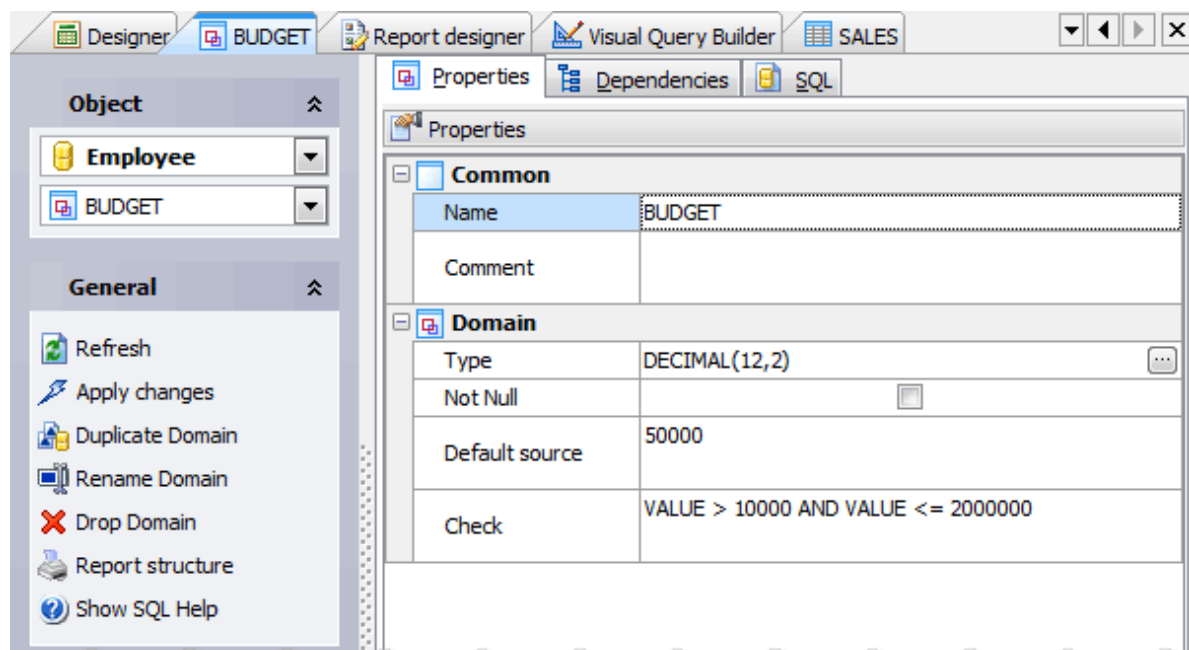 Designer BUDGET Report designer Visual Query Builder SALES
Object
Employee
BUDGET
General
Refresh
Apply changes
Duplicate Domain
Rename Domain
Drop Domain
Report structure
Show SQL Help
Properties Dependencies SQL
Properties
Common
Name BUDGET
Comment
Domain
Type DECIMAL(12,2)
Not Null
Default source 50000
Check VALUE > 10000 AND VALUE <= 2000000